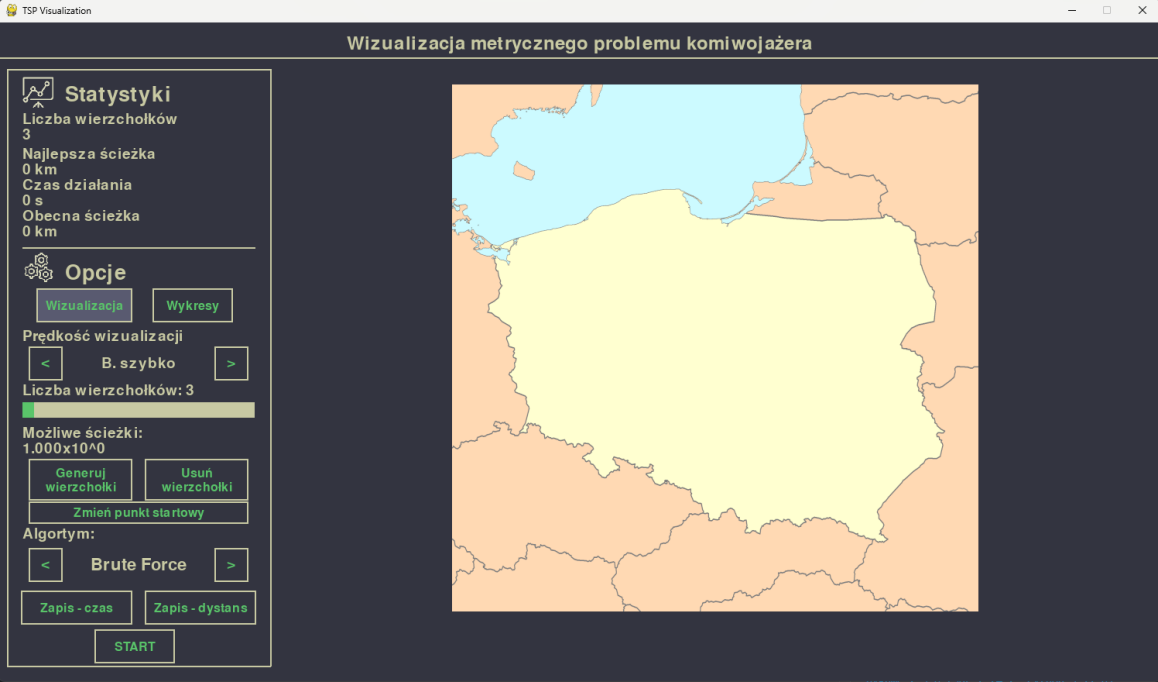 TSP Visualization
Wizualizacja metrycznego problemu komiwojażera
Statystyki
Liczba wierzchołków
3
Najlepsza ścieżka
0 km
Czas działania
0 s
Obecna ścieżka
0 km
Opcje
Wizualizacja
Wykresy
Prędkość wizualizacji
<
B. szybko
>
Liczba wierzchołków: 3
Możliwe ścieżki:
1.000x10^0
Generuj
wierzchołki
Usuń
wierzchołki
Zmień punkt startowy
Algortym:
<
Brute Force
>
Zapis - czas
Zapis - dystans
START